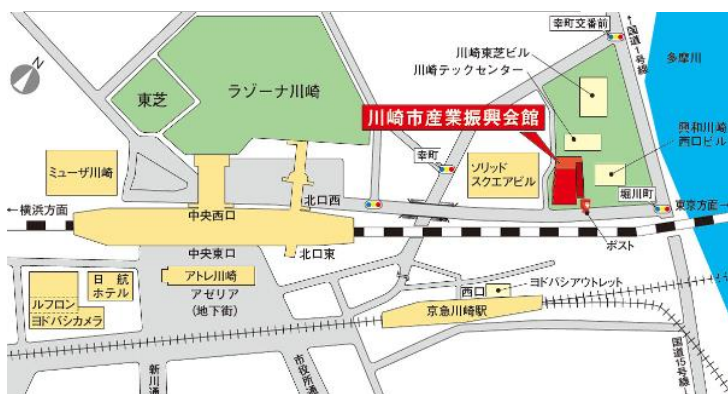 幸町交番前
国道1号線
多摩川
川崎東芝ビル
川崎テックセンター
N
ラゾーナ川崎
東芝
川崎市産業振興会館
興和川崎
西口ビル
ミューザ川崎
幸町
ソリッド
スクエアビル
堀川町
←横浜方面
中央西口
北口西
東京方面→
ポスト
中央東口
北口東
日航
ホテル
アトレ川崎
アゼリア
(地下街)
西口
ヨドバシアウトレット
ルフロン
ヨドバシカメラ
京急川崎駅
新川通
市役所通
国道15号線